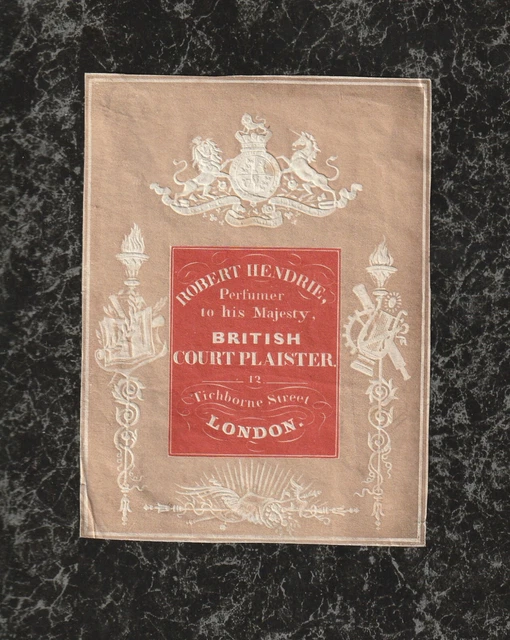 ROBERT HENDRIE,
Perfumer
to his Majesty,
BRITISH
COURT PLAISTER.
12
Tichborne Street
LONDON.